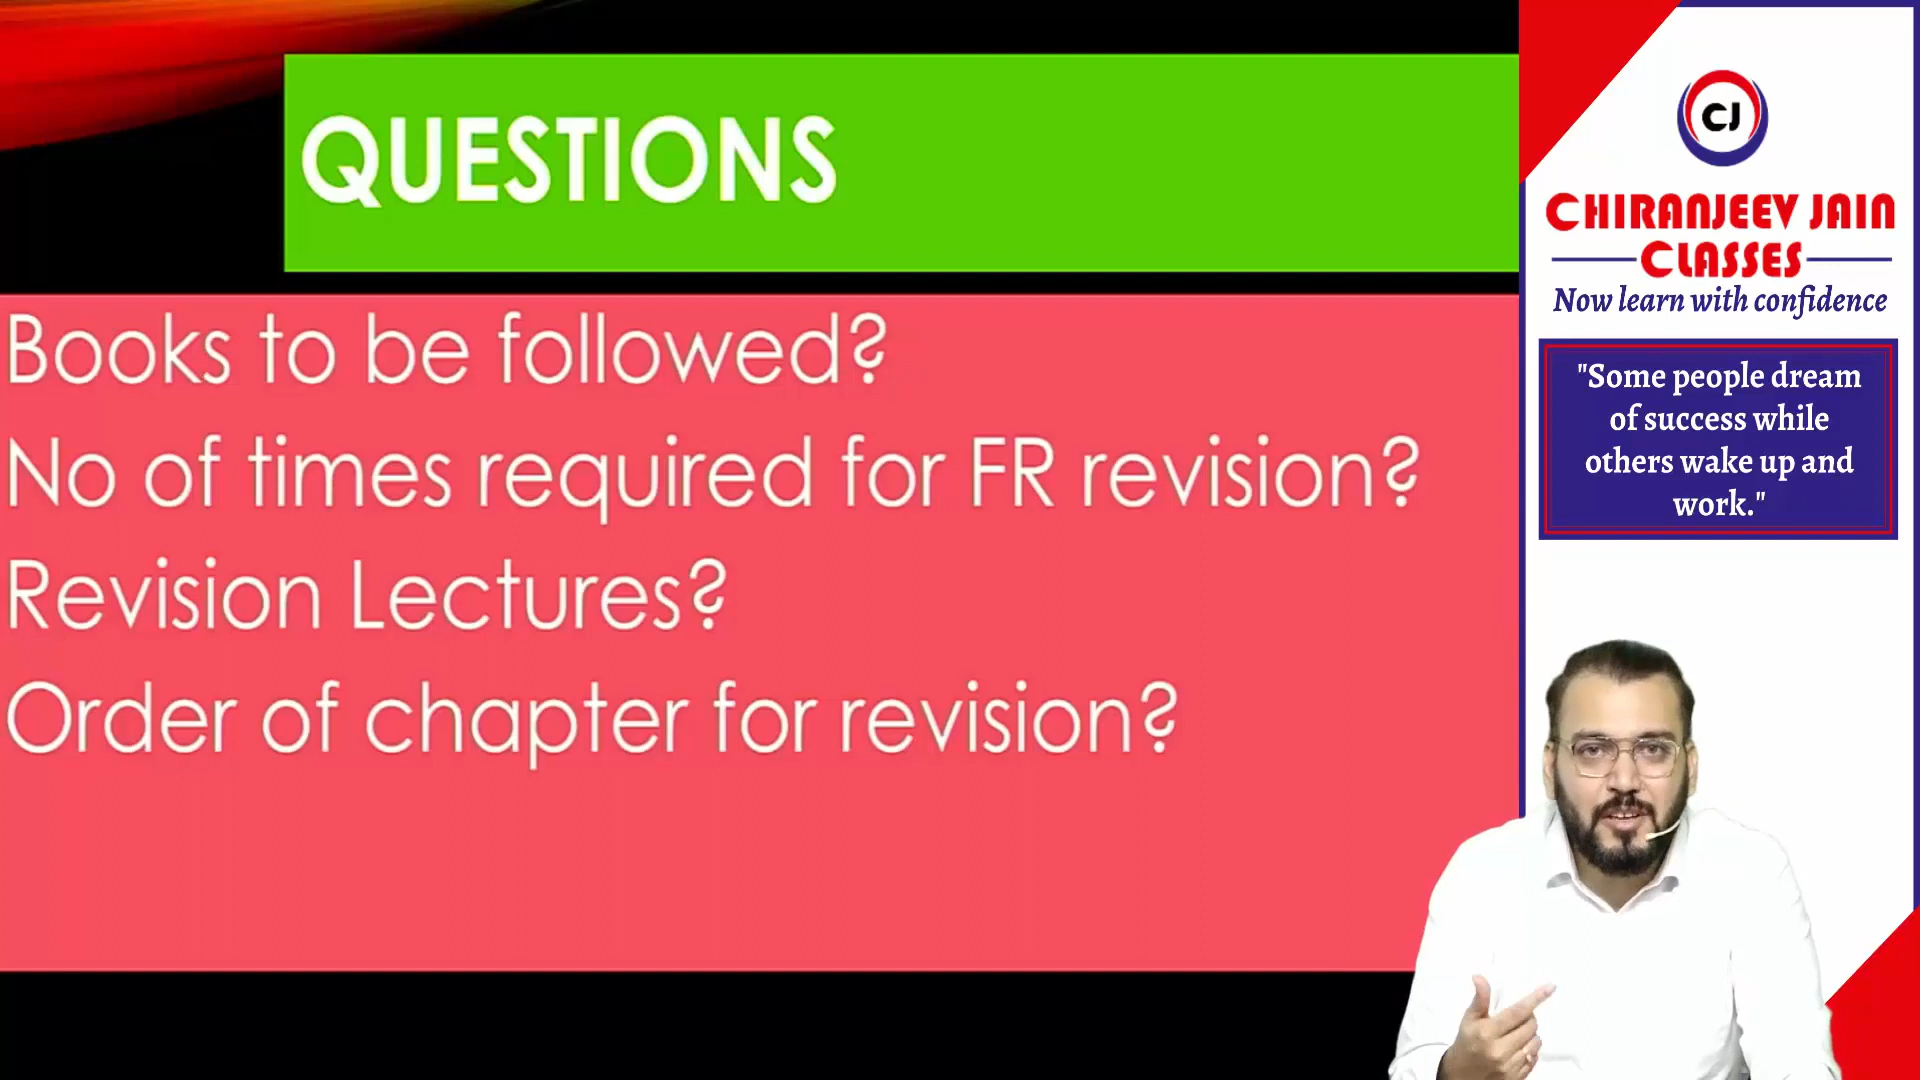 QUESTIONS
Books to be followed?
No of times required for FR revision?
Revision Lectures?
Order of chapter for revision?
CJ
CHIRANJEEV JAIN
CLASSES
Now learn with confidence
"Some people dream
of success while
others wake up and
work."